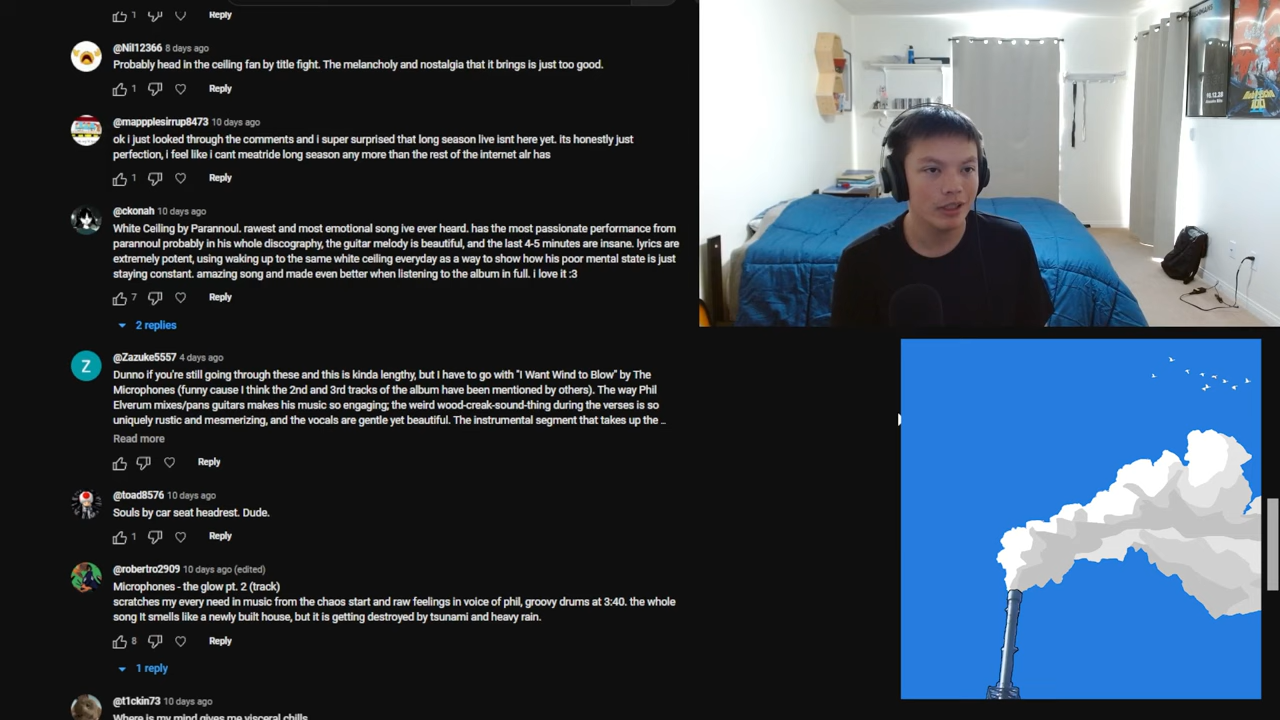 1
Reply
@Nil12366 8 days ago
Probably head in the ceiling fan by title fight. The melancholy and nostalgia that it brings is just too good.
1 Reply
@mappplesirrup8473 10 days ago
ok i just looked through the comments and i super surprised that long season live isnt here yet. its honestly just
perfection, i feel like i cant meatride long season any more than the rest of the internet alr has
1 Reply
@ckonah 10 days ago
White Ceiling by Parannoul. rawest and most emotional song ive ever heard. has the most passionate performance from
parannoul probably in his whole discography, the guitar melody is beautiful, and the last 4-5 minutes are insane. lyrics are
extremely potent, using waking up to the same white ceiling everyday as a way to show how his poor mental state is just
staying constant. amazing song and made even better when listening to the album in full. i love it :3
7 Reply
2 replies
Z
@Zazuke5557 4 days ago
Dunno if you're still going through these and this is kinda lengthy, but I have to go with "I Want Wind to Blow" by The
Microphones (funny cause I think the 2nd and 3rd tracks of the album have been mentioned by others). The way Phil
Elverum mixes/pans guitars makes his music so engaging; the weird wood-creak-sound-thing during the verses is so
uniquely rustic and mesmerizing, and the vocals are gentle yet beautiful. The instrumental segment that takes up the ...
Read more
Reply
@toad8576 10 days ago
Souls by car seat headrest. Dude.
1 Reply
@robertro2909 10 days ago (edited)
Microphones - the glow pt. 2 (track)
scratches my every need in music from the chaos start and raw feelings in voice of phil, groovy drums at 3:40. the whole
song It smells like a newly built house, but it is getting destroyed by tsunami and heavy rain.
8 Reply
1 reply
@t1ckin73 10 days ago
Where is my mind gives me visceral chills